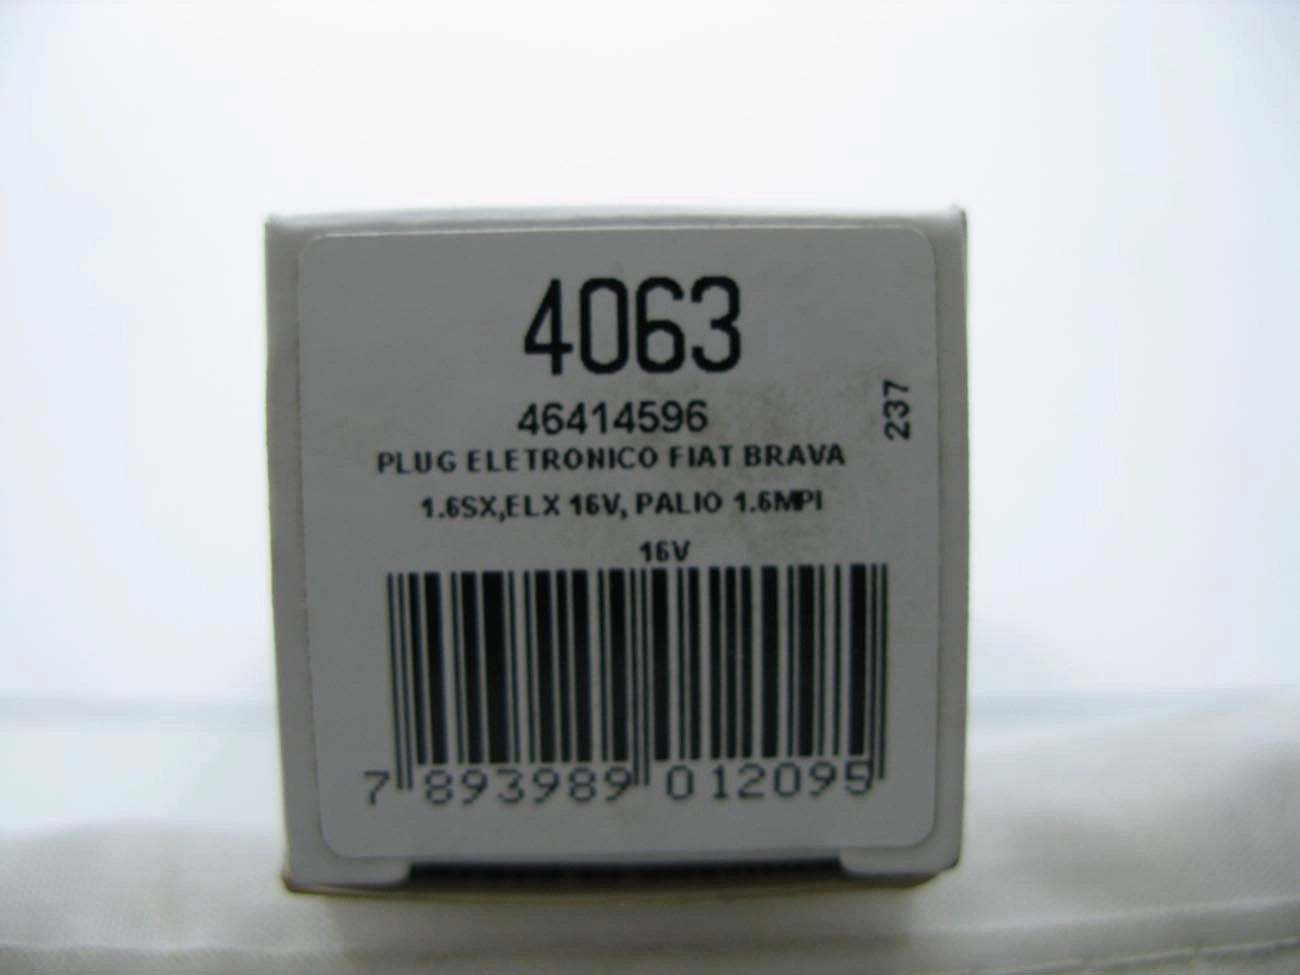 4063
46414596
237
PLUG ELETRONICO FIAT BRAVA
1.6SX,ELX 16V, PALIO 1.6MPI
16V
7 893989 012095